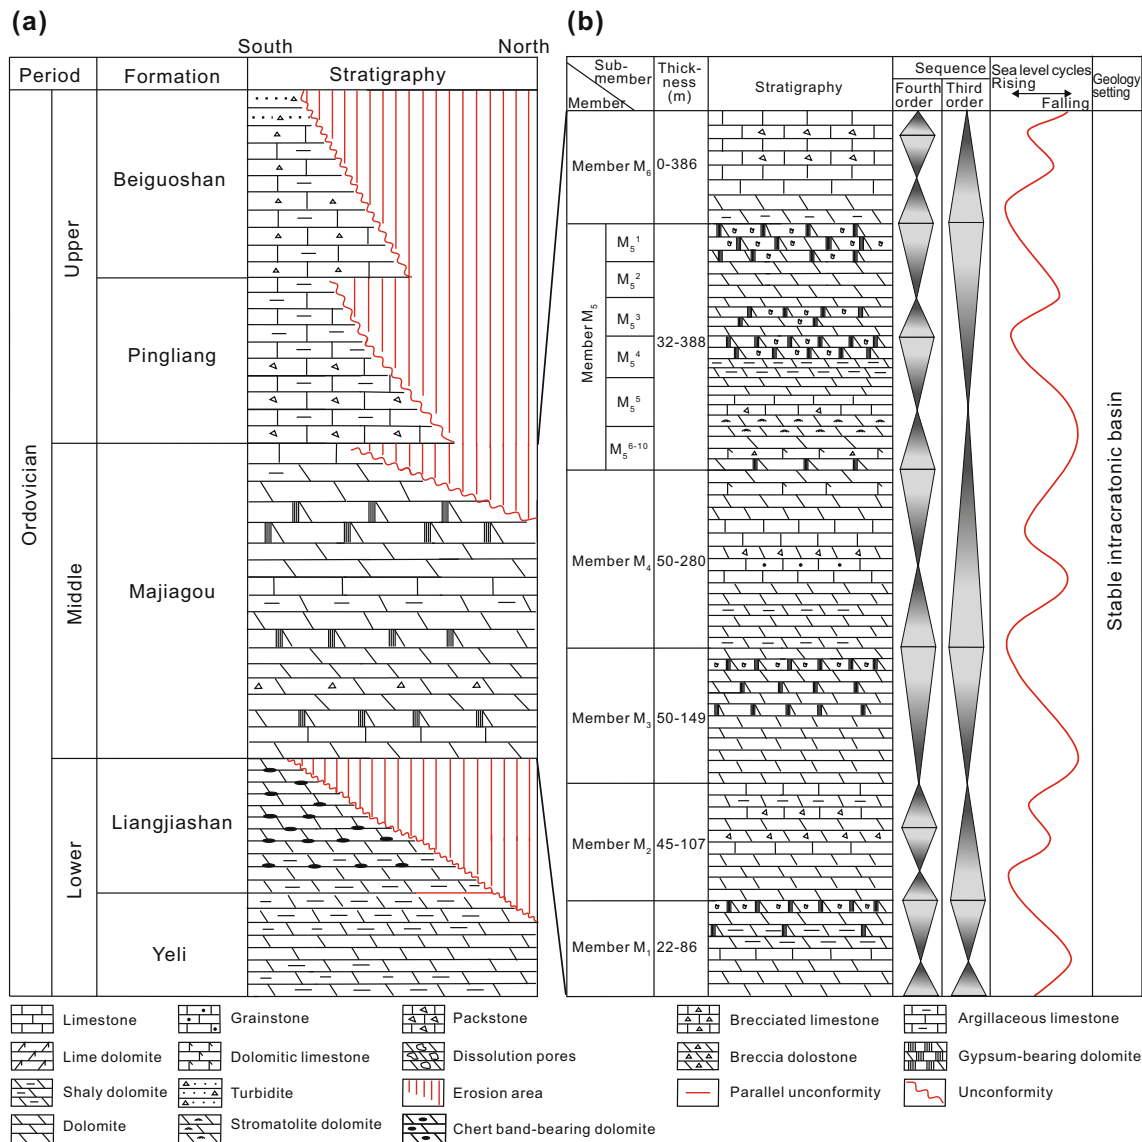 (a)
South North
Period Formation Stratigraphy
Ordovician
Upper
Beiguoshan
Pingliang
Middle
Majiagou
Lower
Liangjiashan
Yeli
(b)
Sub-member
Member
Thick-ness (m)
Stratigraphy
Sequence
Fourth order
Third order
Sea level cycles
Rising
Falling
Geology setting
Member M6 0-386
Member M5 32-388
M5 1
M5 2
M5 3
M5 4
M5 5
M5 6-10
Member M4 50-280
Member M3 50-149
Member M2 45-107
Member M1 22-86
Stable intracratonic basin
Limestone
Grainstone
Packstone
Brecciated limestone
Argillaceous limestone
Lime dolomite
Dolomitic limestone
Dissolution pores
Breccia dolostone
Gypsum-bearing dolomite
Shaly dolomite
Turbidite
Erosion area
Parallel unconformity
Unconformity
Dolomite
Stromatolite dolomite
Chert band-bearing dolomite